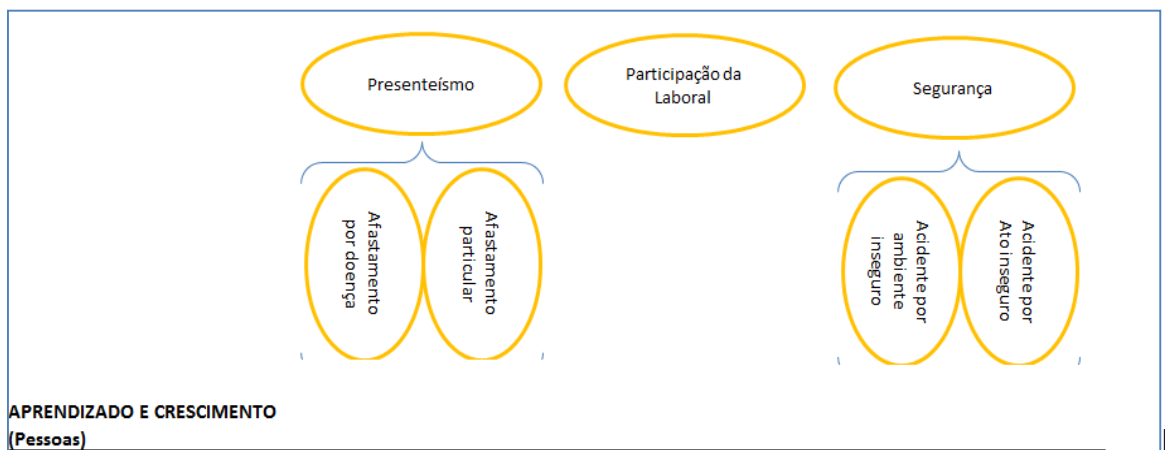 Presenteísmo
Participação da
Laboral
Segurança
Afastamento
por doença
Afastamento
particular
Acidente por
ambiente
inseguro
Acidente por
Ato inseguro
APRENDIZADO E CRESCIMENTO
(Pessoas)